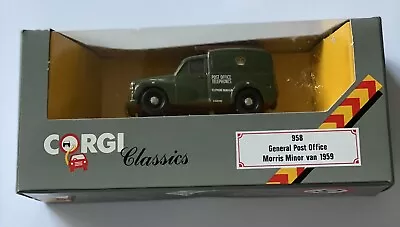 POST OFFICE
TELEPHONES
CORGI
Classics
958
General Post Office
Morris Minor van 1959